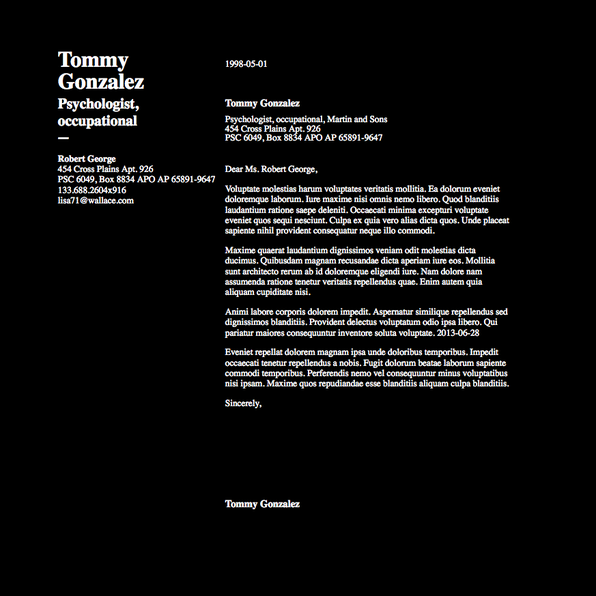 Tommy
Gonzalez
Psychologist,
occupational
—
Robert George
454 Cross Plains Apt. 926
PSC 6049, Box 8834 APO AP 65891-9647
133.688.2604x916
lisa71@wallace.com
1998-05-01
Tommy Gonzalez
Psychologist, occupational, Martin and Sons
454 Cross Plains Apt. 926
PSC 6049, Box 8834 APO AP 65891-9647
Dear Ms. Robert George,
Voluptate molestias harum voluptates veritatis mollitia. Ea dolorum eveniet
doloremque laborum. Iure maxime nisi omnis nemo libero. Quod blanditiis
laudantium ratione saepe deleniti. Occaecati minima excepturi voluptate
eveniet quos sequi nesciunt. Culpa ex quia vero alias dicta quos. Unde placeat
sapiente nihil provident consequatur neque illo commodi.
Maxime quaerat laudantium dignissimos veniam odit molestias dicta
ducimus. Quibusdam magnam recusandae dicta aperiam iure eos. Mollitia
sunt architecto rerum ab id doloremque eligendi iure. Nam dolore nam
assumenda ratione tenetur veritatis repellendus quae. Enim autem quia
aliquam cupiditate nisi.
Animi labore corporis dolorem impedit. Aspernatur similique repellendus sed
dignissimos blanditiis. Provident delectus voluptatum odio ipsa libero. Qui
pariatur maiores consequuntur inventore soluta voluptate. 2013-06-28
Eveniet repellat dolorem magnam ipsa unde doloribus temporibus. Impedit
occaecati tenetur repellendus a nobis. Fugit dolorum beatae laborum sapiente
commodi temporibus. Perferendis nemo vel consequuntur minus voluptatibus
nisi ipsam. Maxime quos repudiandae esse blanditiis aliquam culpa blanditiis.
Sincerely,
Tommy Gonzalez